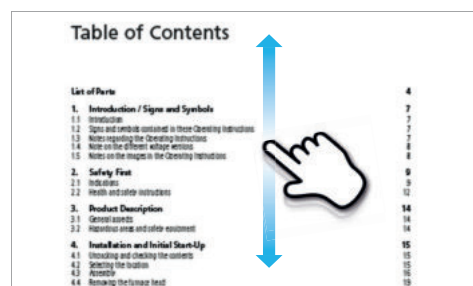 Table of Contents
List of Parts 4
1. Introduction / Signs and Symbols 7
1.1 Introduction 7
1.2 Signs and symbols contained in these Operating Instructions 7
1.3 Notes regarding the Operating Instructions 7
1.4 Note on the different voltage versions 8
1.5 Notes on the images in the Operating Instructions 8
2. Safety First 9
2.1 Indications 9
2.2 Health and safety instructions 12
3. Product Description 14
3.1 General aspects 14
3.2 Hazardous areas and safety equipment 14
4. Installation and Initial Start-Up 15
4.1 Unpacking and checking the contents 15
4.2 Selecting the location 15
4.3 Assembly 16
4.4 Removing the furnace head 19